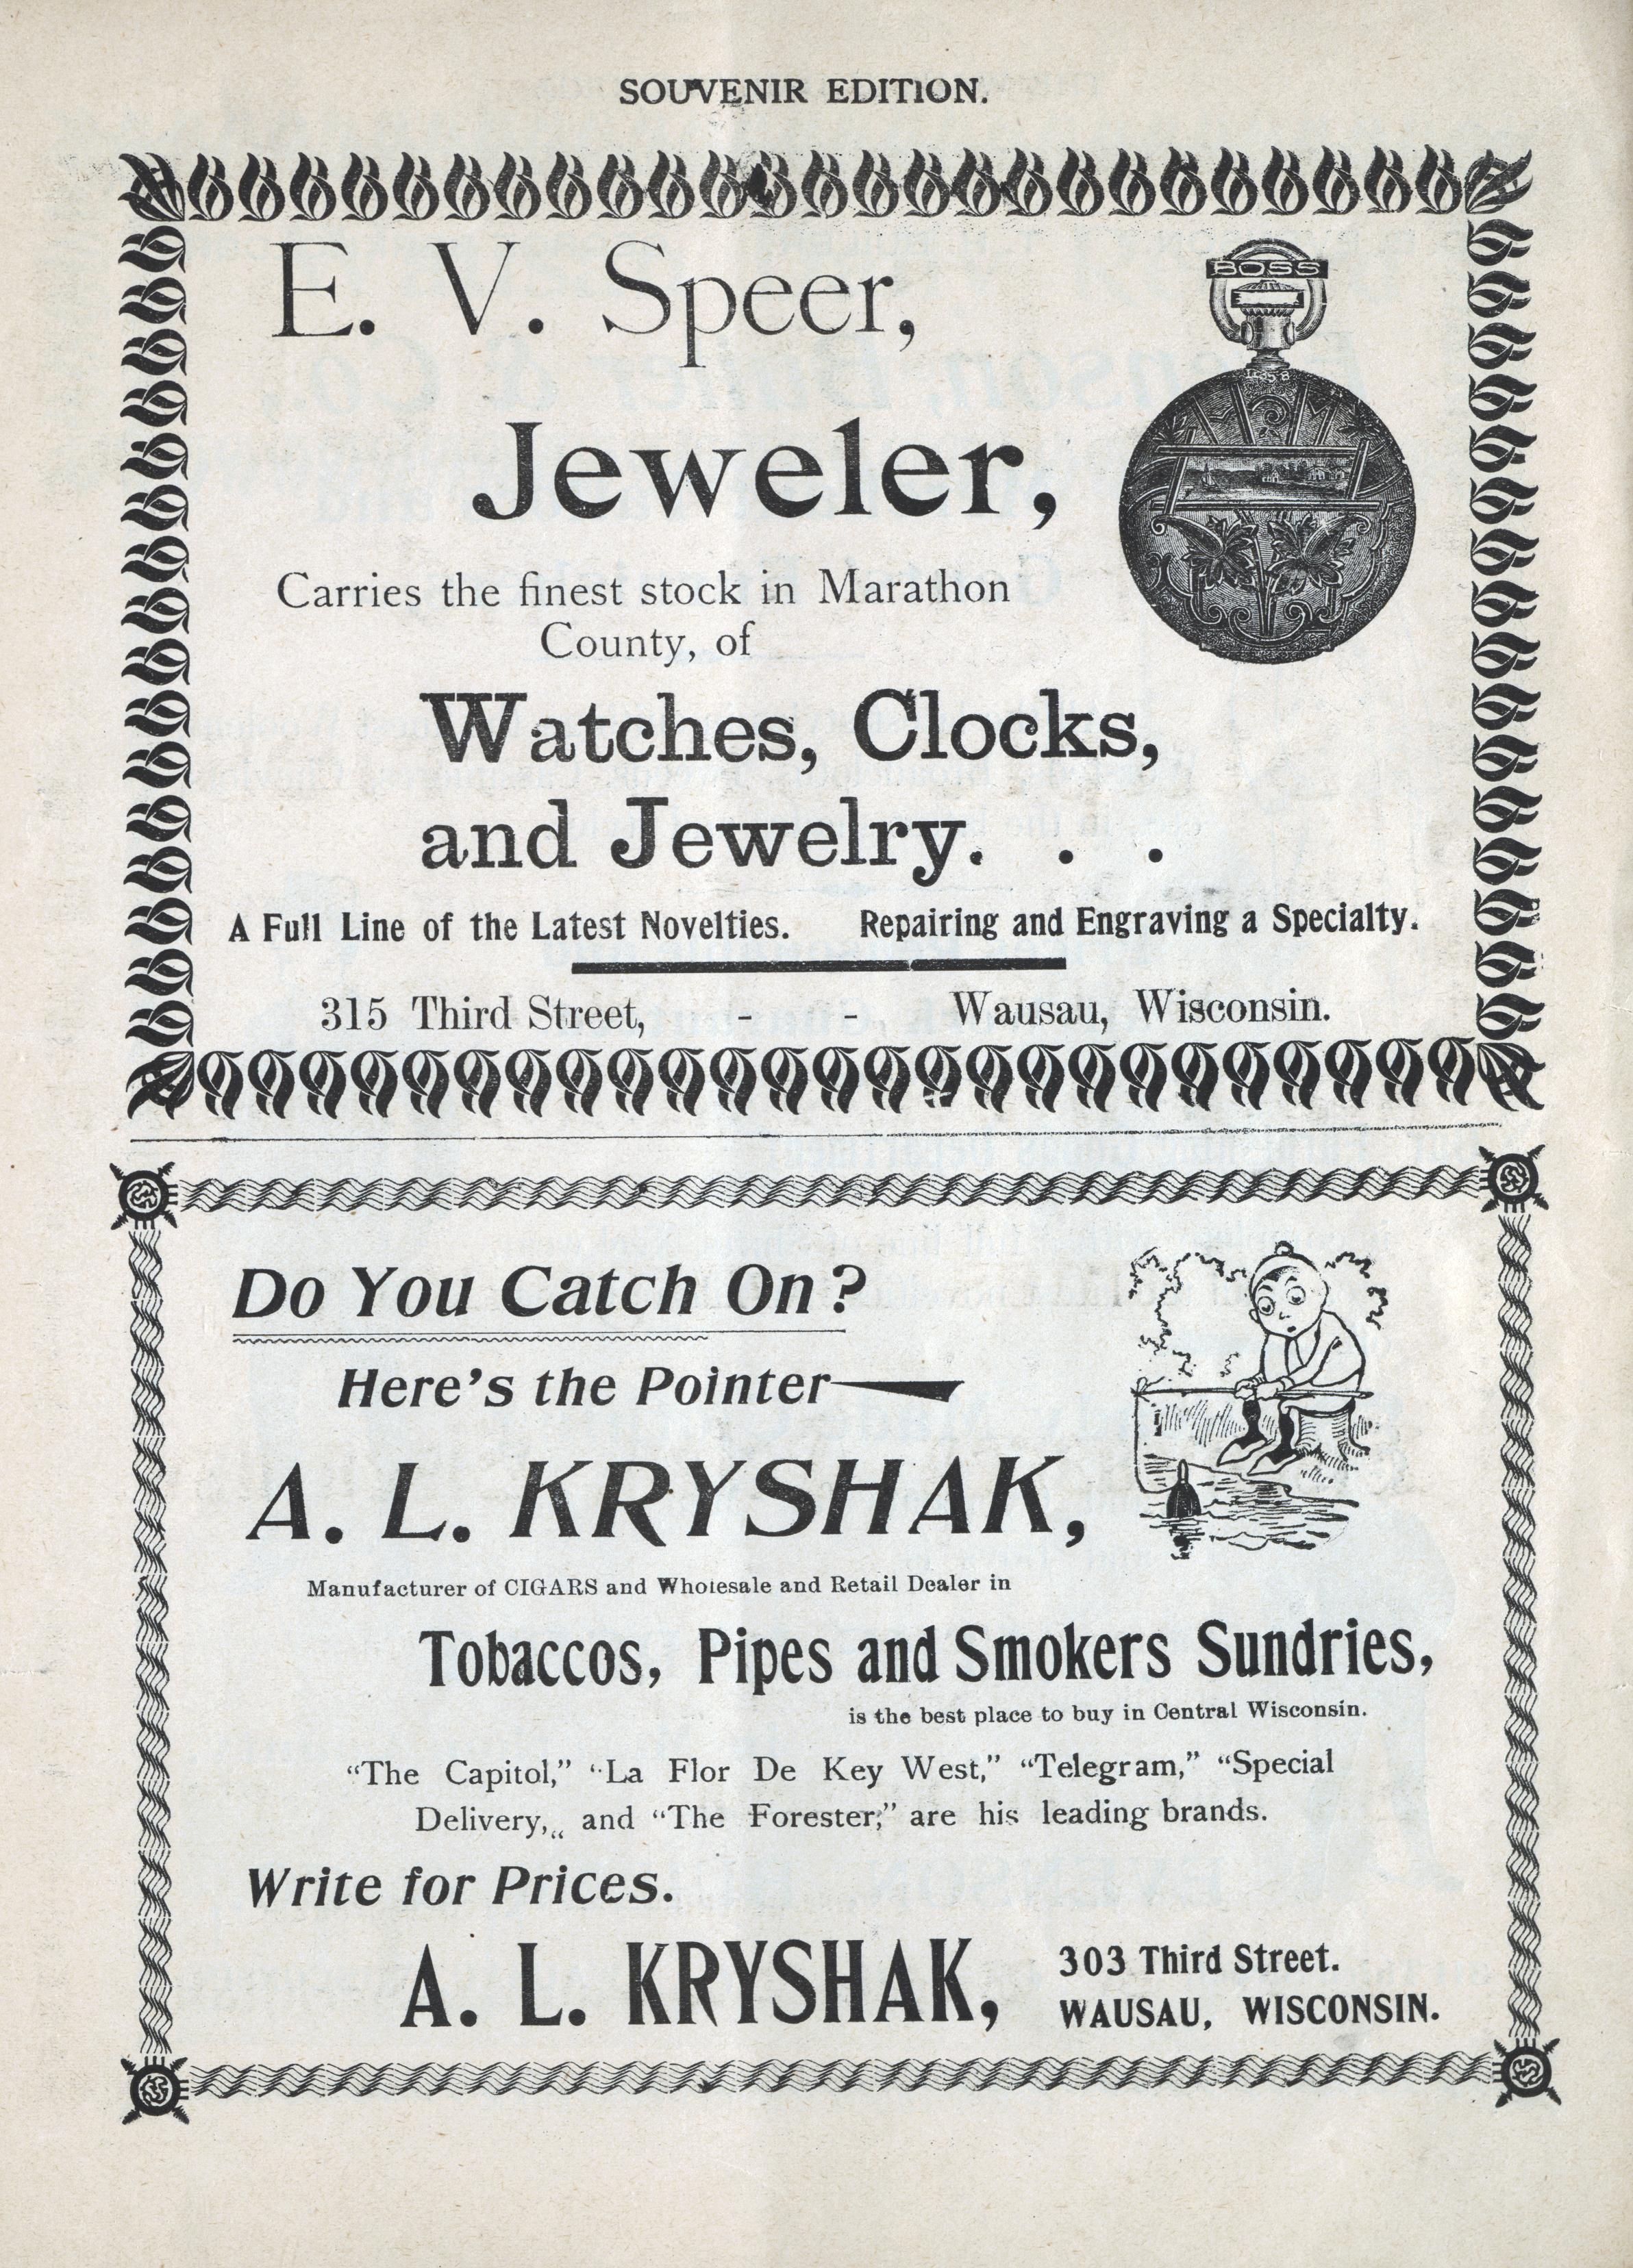 SOUVENIR EDITION.
E. V. Speer,
BOSS
Jeweler,
Carries the finest stock in Marathon
County, of
Watches, Clocks,
and Jewelry. . .
A Full Line of the Latest Novelties. Repairing and Engraving a Specialty.
315 Third Street, - - Wausau, Wisconsin.
Do You Catch On?
Here's the Pointer
A. L. KRYSHAK,
Manufacturer of CIGARS and Wholesale and Retail Dealer in
Tobaccos, Pipes and Smokers Sundries,
is the best place to buy in Central Wisconsin.
“The Capitol,” “La Flor De Key West,” “Telegram,” “Special
Delivery,„ and “The Forester,” are his leading brands.
Write for Prices.
A. L. KRYSHAK,
303 Third Street.
WAUSAU, WISCONSIN.